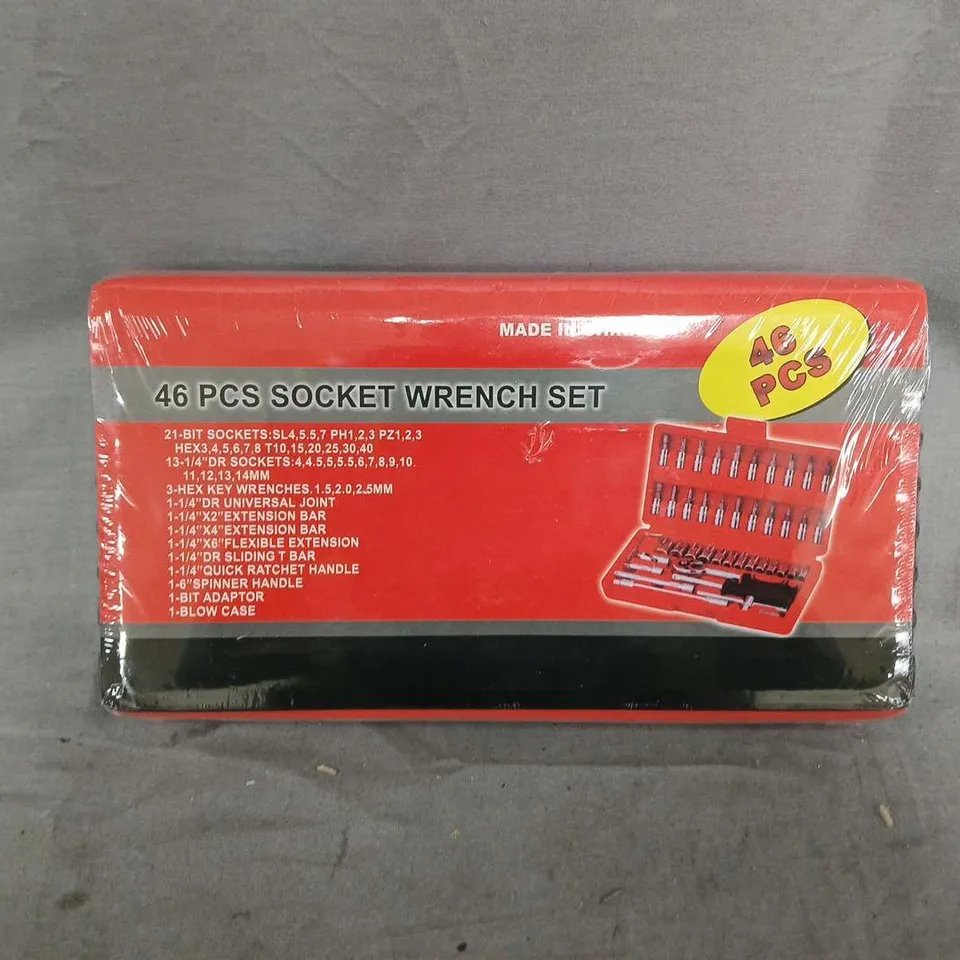 MADE IN
46 PCS
46 PCS SOCKET WRENCH SET
21-BIT SOCKETS:SL4,5.5,7 PH1,2,3 PZ1,2,3
HEX3,4,5,6,7,8 T10,15,20,25,30,40
13-1/4"DR SOCKETS:4,4.5,5,5.5,6,7,8,9,10
11,12,13,14MM
3-HEX KEY WRENCHES.1.5,2.0,2.5MM
1-1/4"DR UNIVERSAL JOINT
1-1/4"X2"EXTENSION BAR
1-1/4"X4"EXTENSION BAR
1-1/4"X6"FLEXIBLE EXTENSION
1-1/4"DR SLIDING T BAR
1-1/4"QUICK RATCHET HANDLE
1-6"SPINNER HANDLE
1-BIT ADAPTOR
1-BLOW CASE